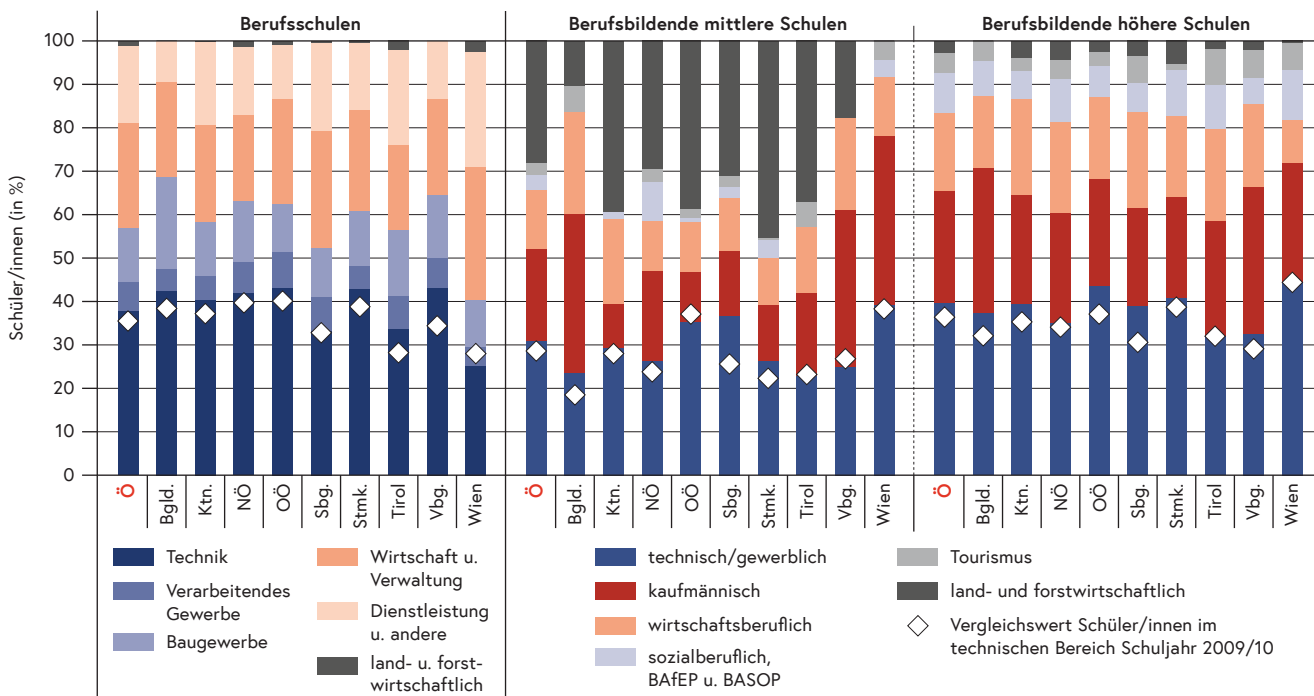 Berufsschulen
Berufsbildende mittlere Schulen
Berufsbildende höhere Schulen
Schüler/innen (in %)
100
90
80
70
60
50
40
30
20
10
0
Ö
Bgld.
Ktn.
NÖ
OÖ
Sbg.
Stmk.
Tirol
Vbg.
Wien
Ö
Bgld.
Ktn.
NÖ
OÖ
Sbg.
Stmk.
Tirol
Vbg.
Wien
Ö
Bgld.
Ktn.
NÖ
OÖ
Sbg.
Stmk.
Tirol
Vbg.
Wien
Technik
Verarbeitendes
Gewerbe
Baugewerbe
Wirtschaft u.
Verwaltung
Dienstleistung
u. andere
land- u. forst-
wirtschaftlich
technisch/gewerblich
kaufmännisch
wirtschaftsberuflich
sozialberuflich,
BAfEP u. BASOP
Tourismus
land- und forstwirtschaftlich
Vergleichswert Schüler/innen im
technischen Bereich Schuljahr 2009/10